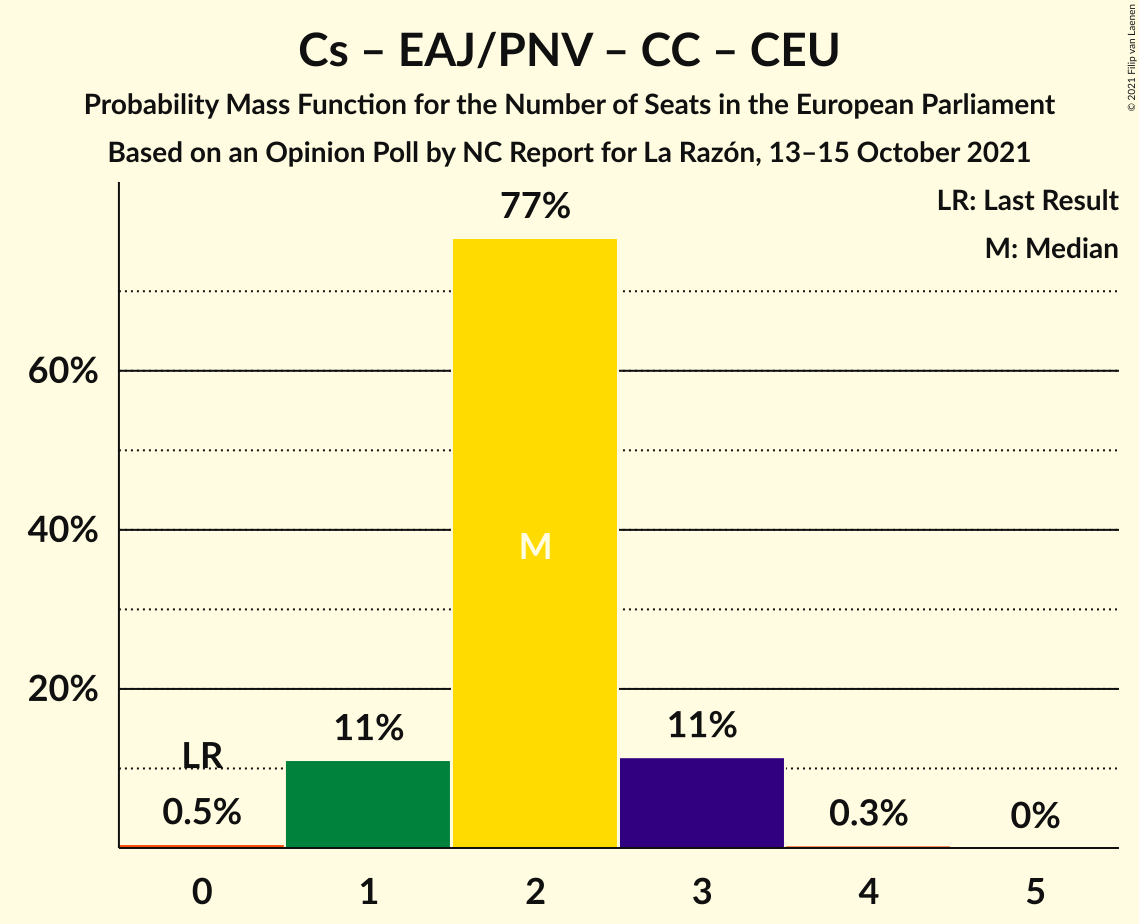 Cs – EAJ/PNV – CC – CEU
Probability Mass Function for the Number of Seats in the European Parliament
Based on an Opinion Poll by NC Report for La Razón, 13–15 October 2021
© 2021 Filip van Laenen
LR: Last Result
M: Median
77%
60%
40%
M
20%
11%
11%
LR
0.5%
0.3%
0%
0 1 2 3 4 5